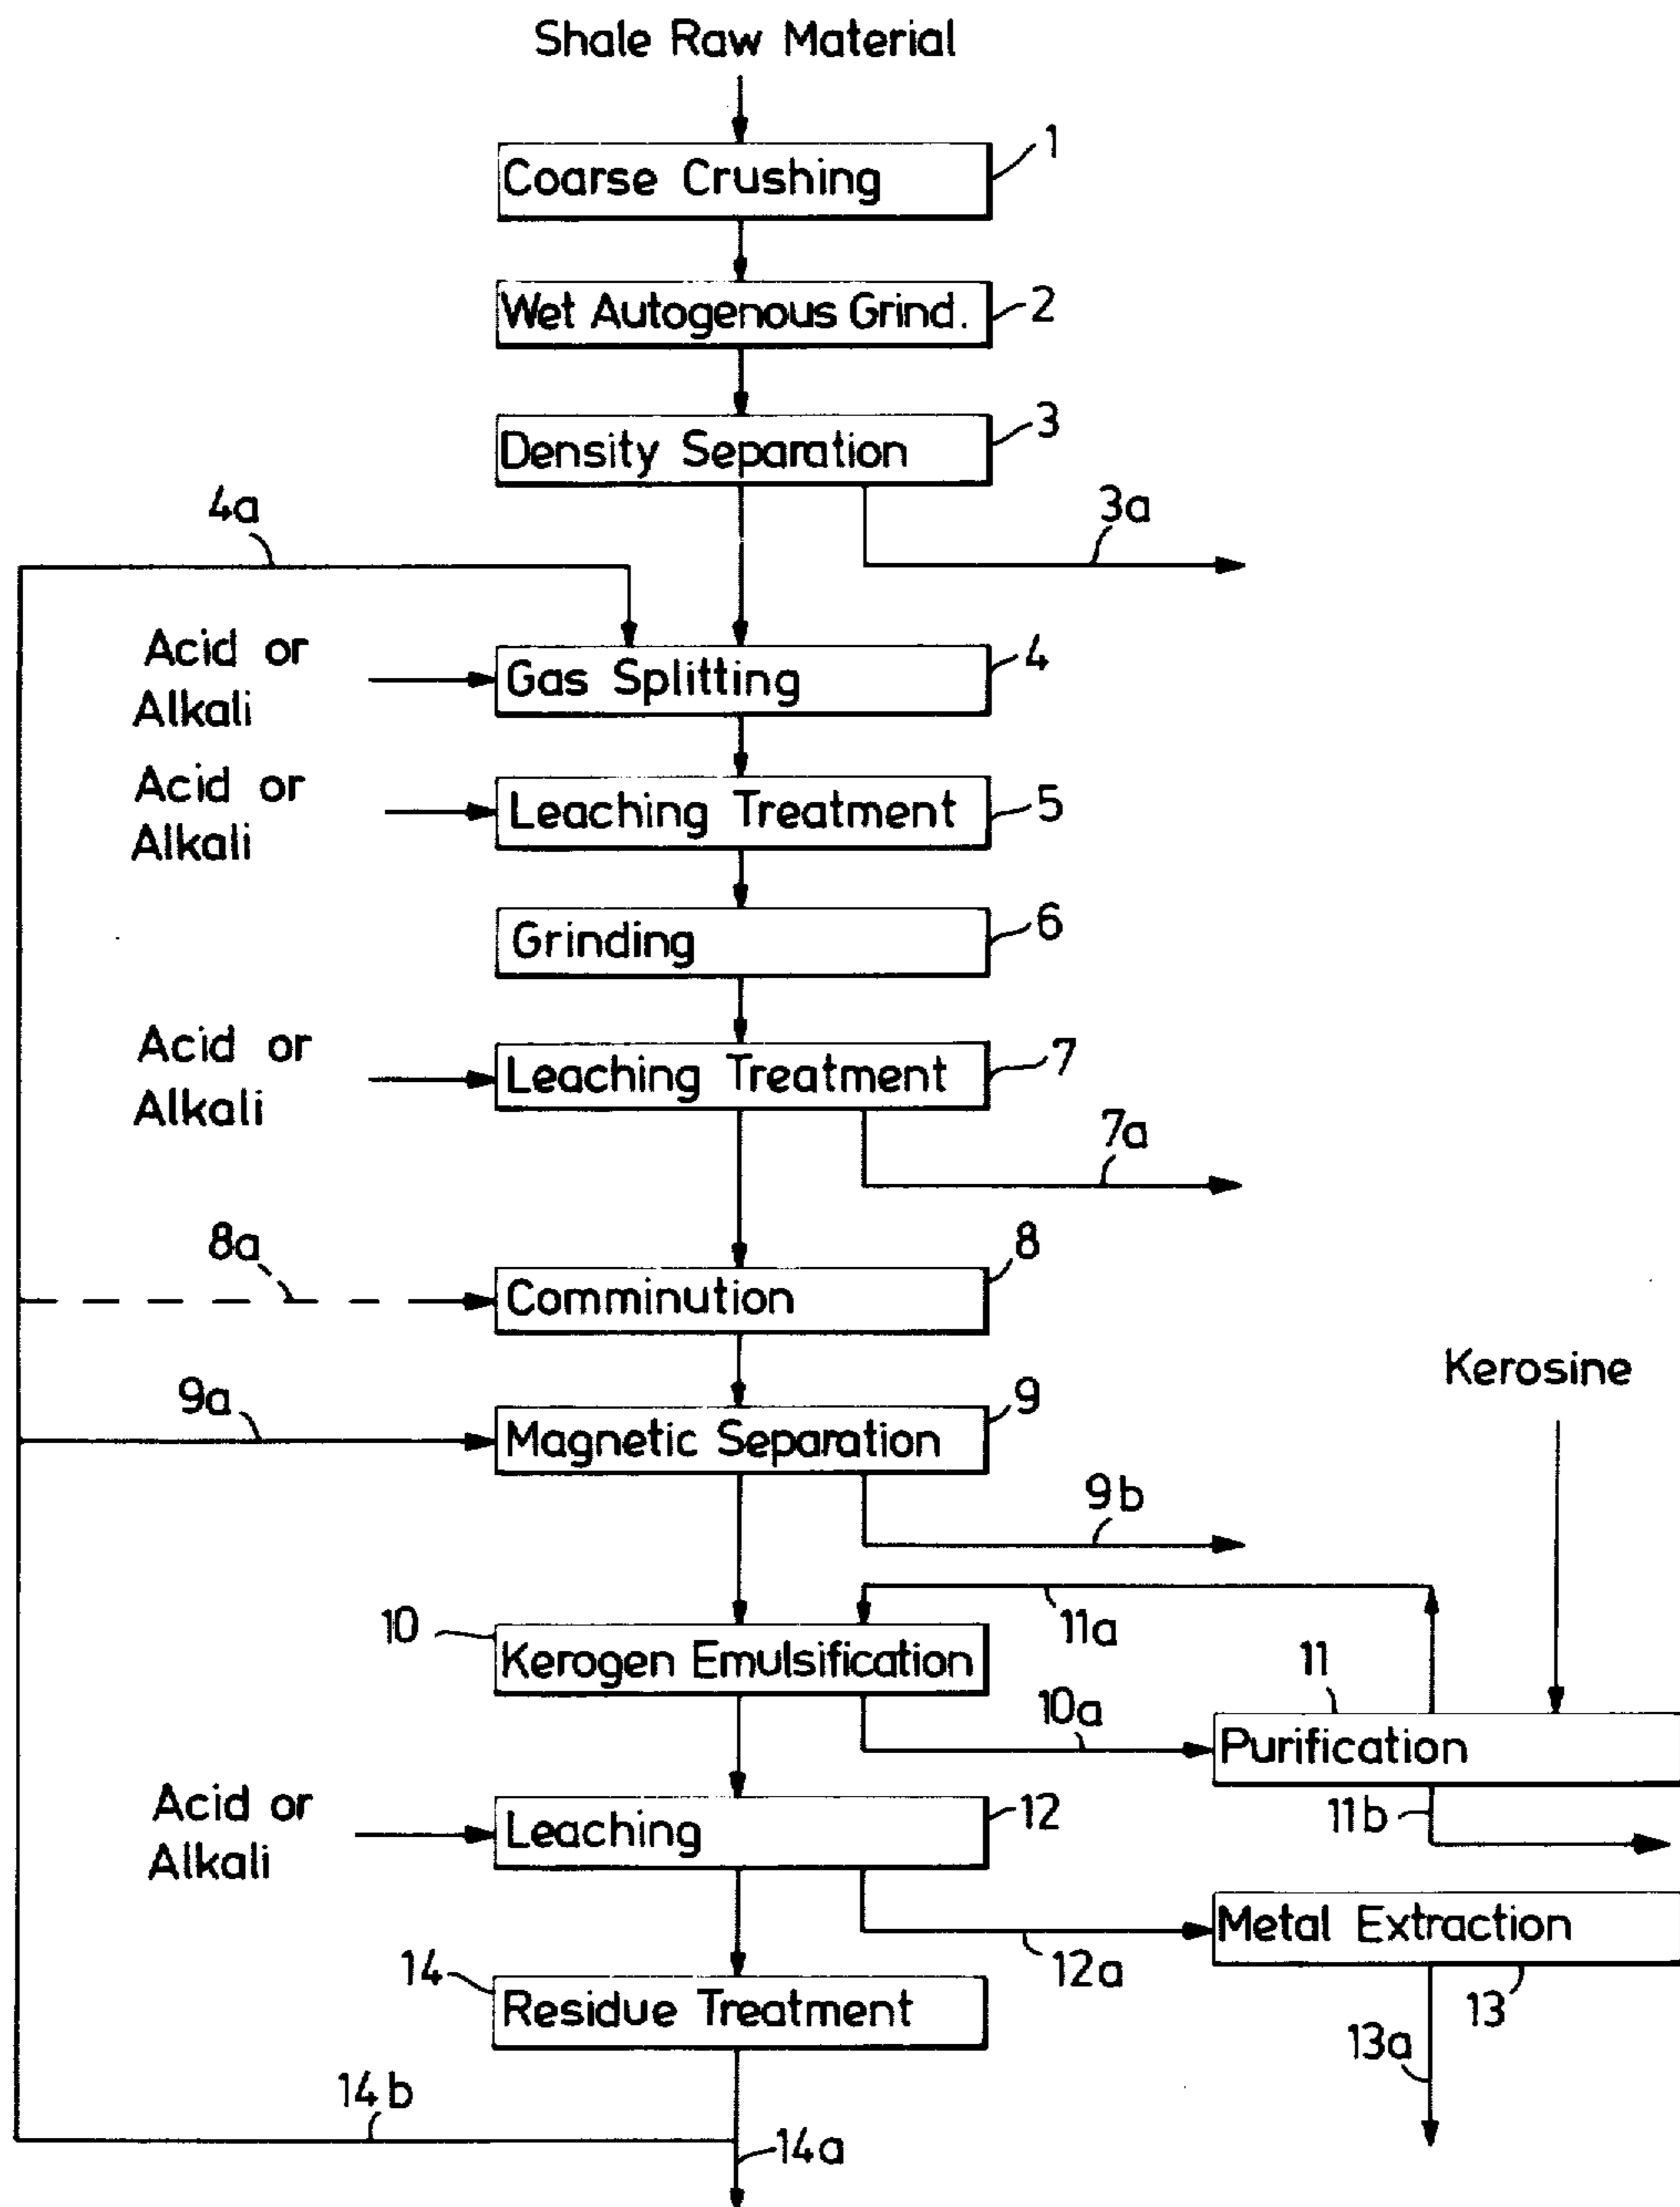 Shale Raw Material
Coarse Crushing
1
Wet Autogenous Grind.
2
Density Separation
3
4a
3a
Acid or
Alkali
Gas Splitting
4
Acid or
Alkali
Leaching Treatment
5
Grinding
6
Acid or
Alkali
Leaching Treatment
7
7a
8a
Comminution
8
Kerosine
9a
Magnetic Separation
9
9b
11a
10
Kerogen Emulsification
10a
11
Purification
11b
Acid or
Alkali
Leaching
12
12a
Metal Extraction
13
13a
14
Residue Treatment
14b
14a